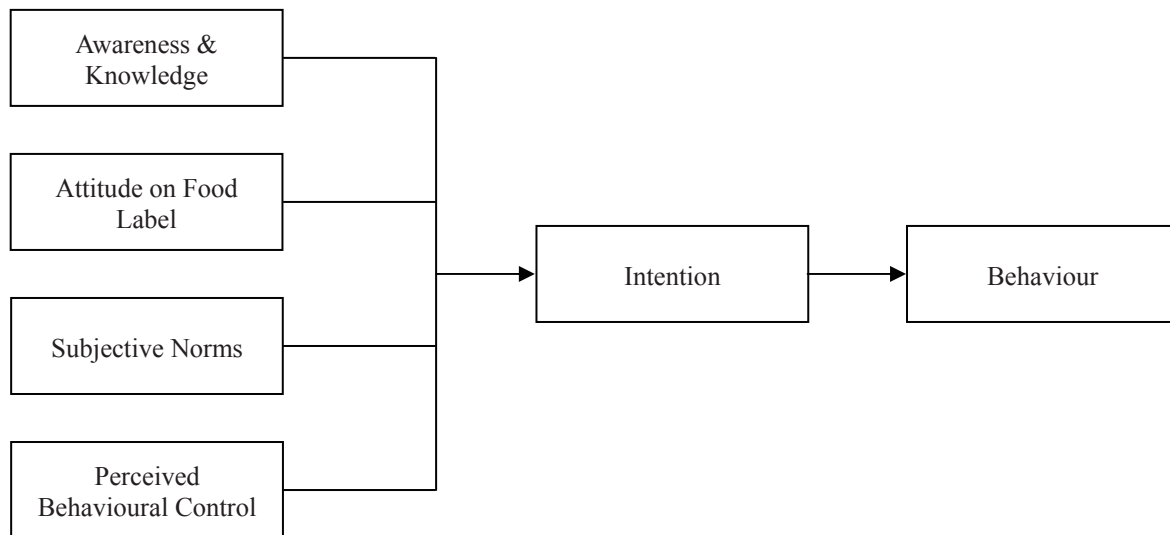 Awareness &
Knowledge
Attitude on Food
Label
Subjective Norms
Perceived
Behavioural Control
Intention
Behaviour